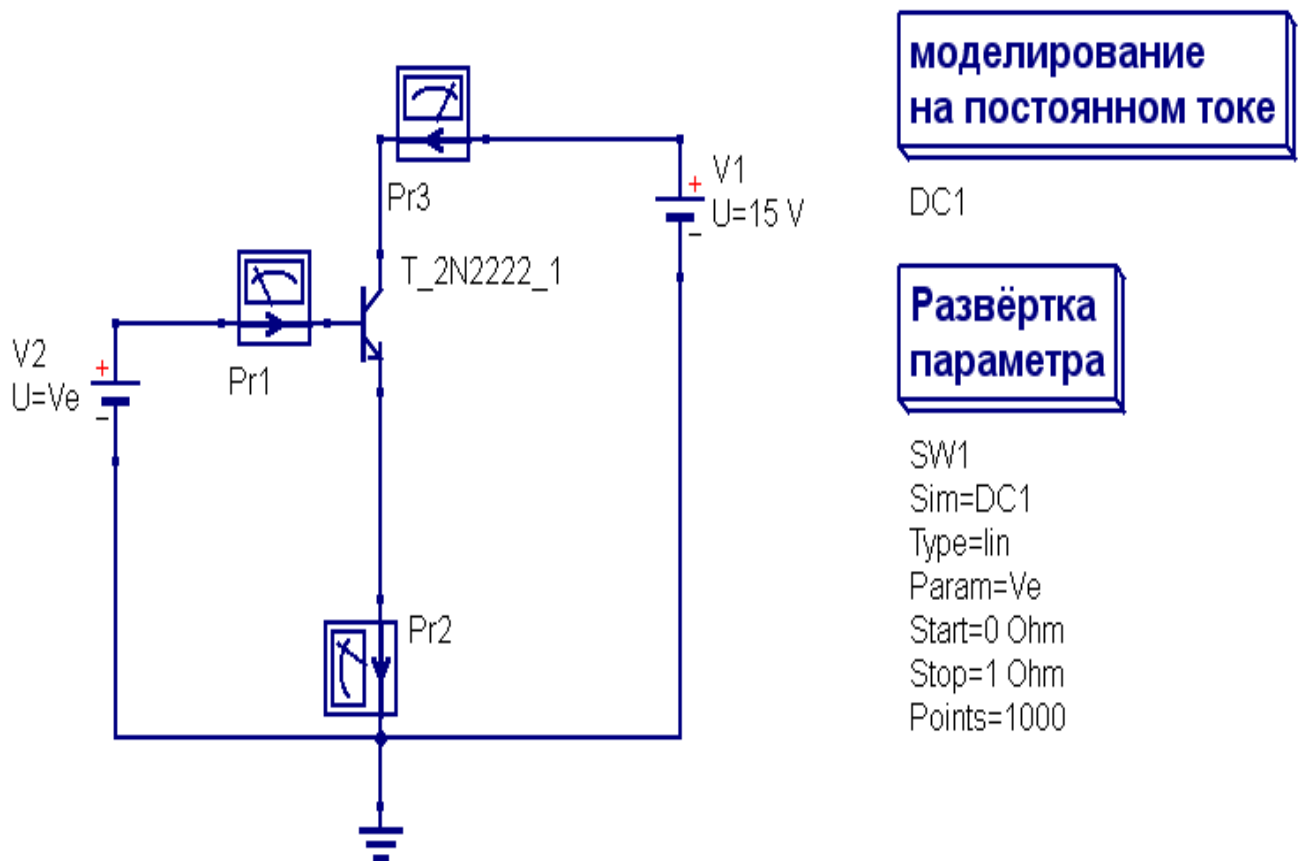 моделирование
на постоянном токе
DC1
Pr3
V1
U=15 V
T_2N2222_1
Pr1
V2
U=Ve
Pr2
Развёртка
параметра
SW1
Sim=DC1
Type=lin
Param=Ve
Start=0 Ohm
Stop=1 Ohm
Points=1000